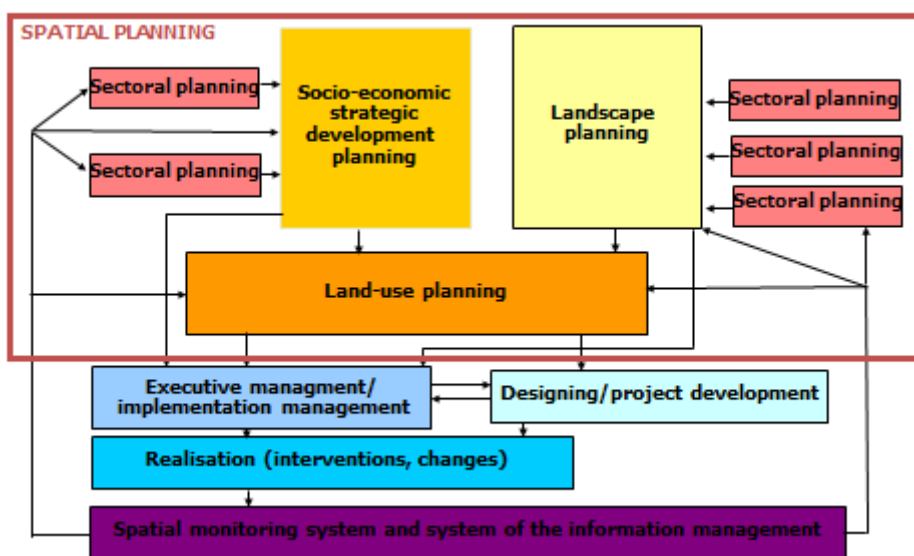 SPATIAL PLANNING
Sectoral planning
Sectoral planning
Socio-economic
strategic
development
planning
Landscape
planning
Sectoral planning
Sectoral planning
Sectoral planning
Land-use planning
Executive managment/
implementation management
Designing/project development
Realisation (interventions, changes)
Spatial monitoring system and system of the information management